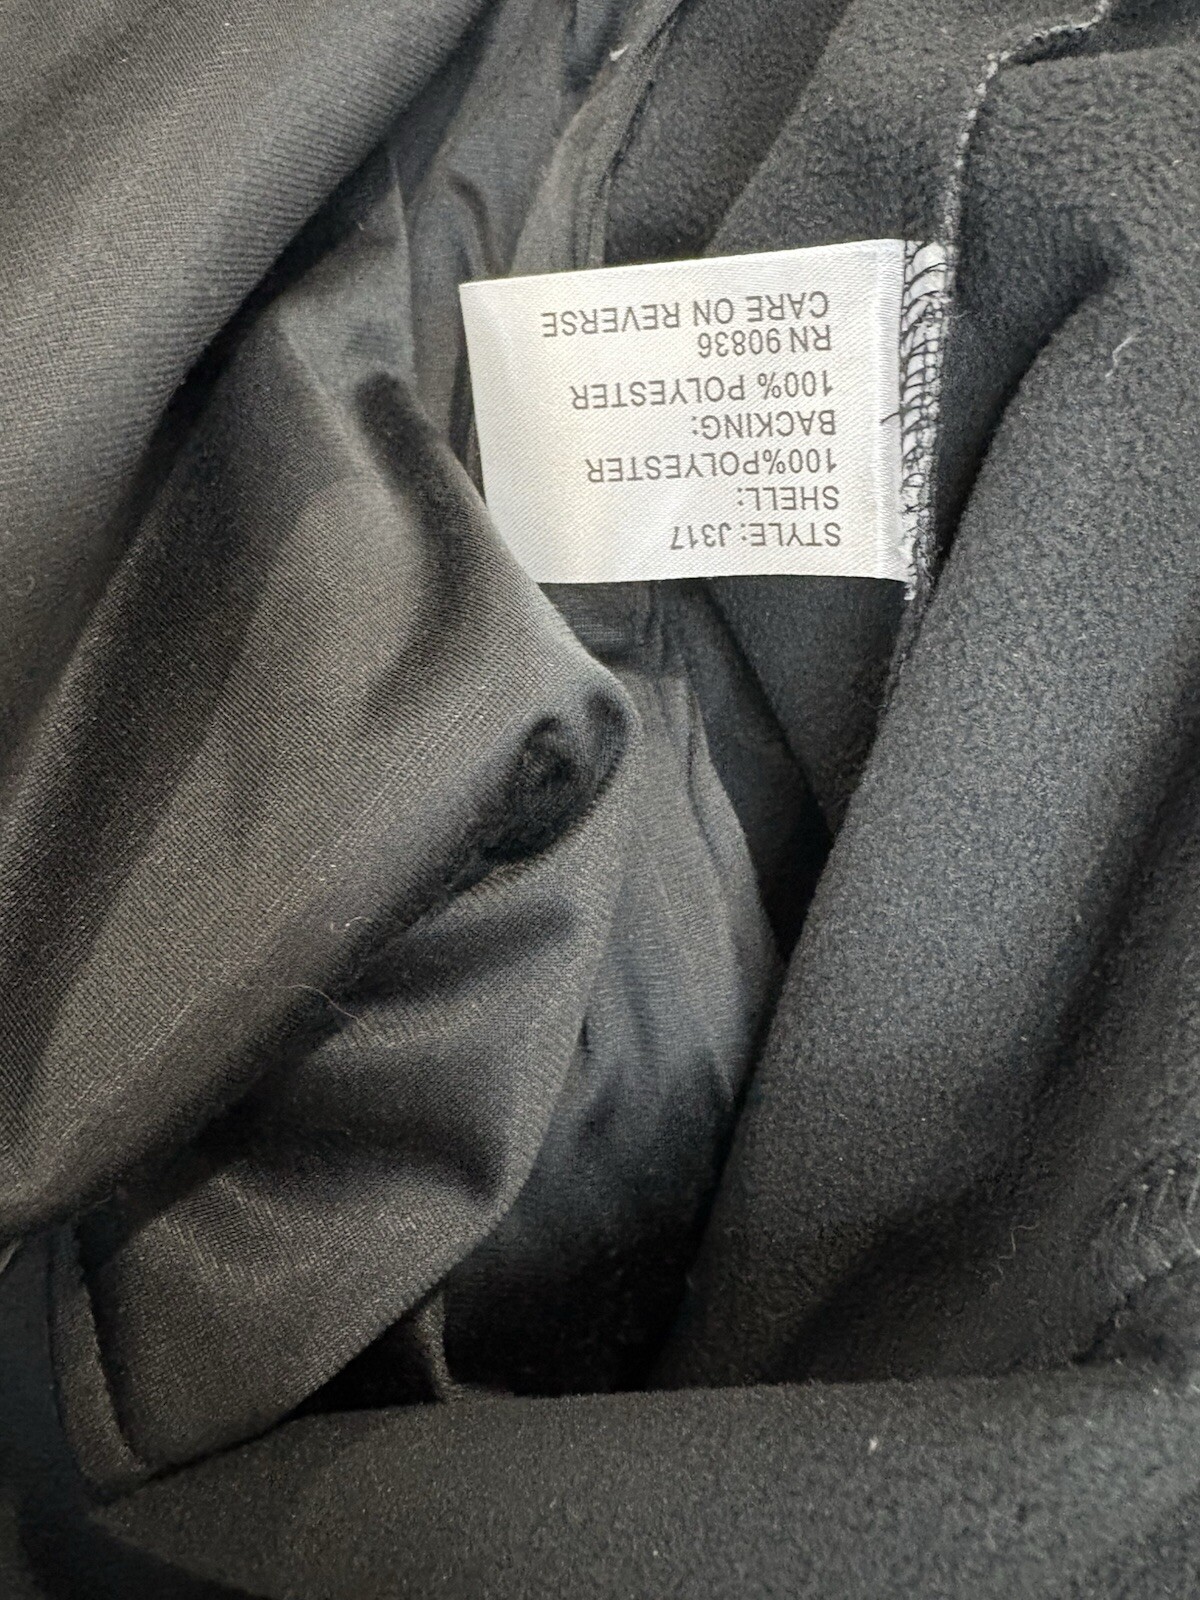 STYLE: J317
SHELL:
100%POLYESTER
BACKING:
100% POLYESTER
RN 90836
CARE ON REVERSE